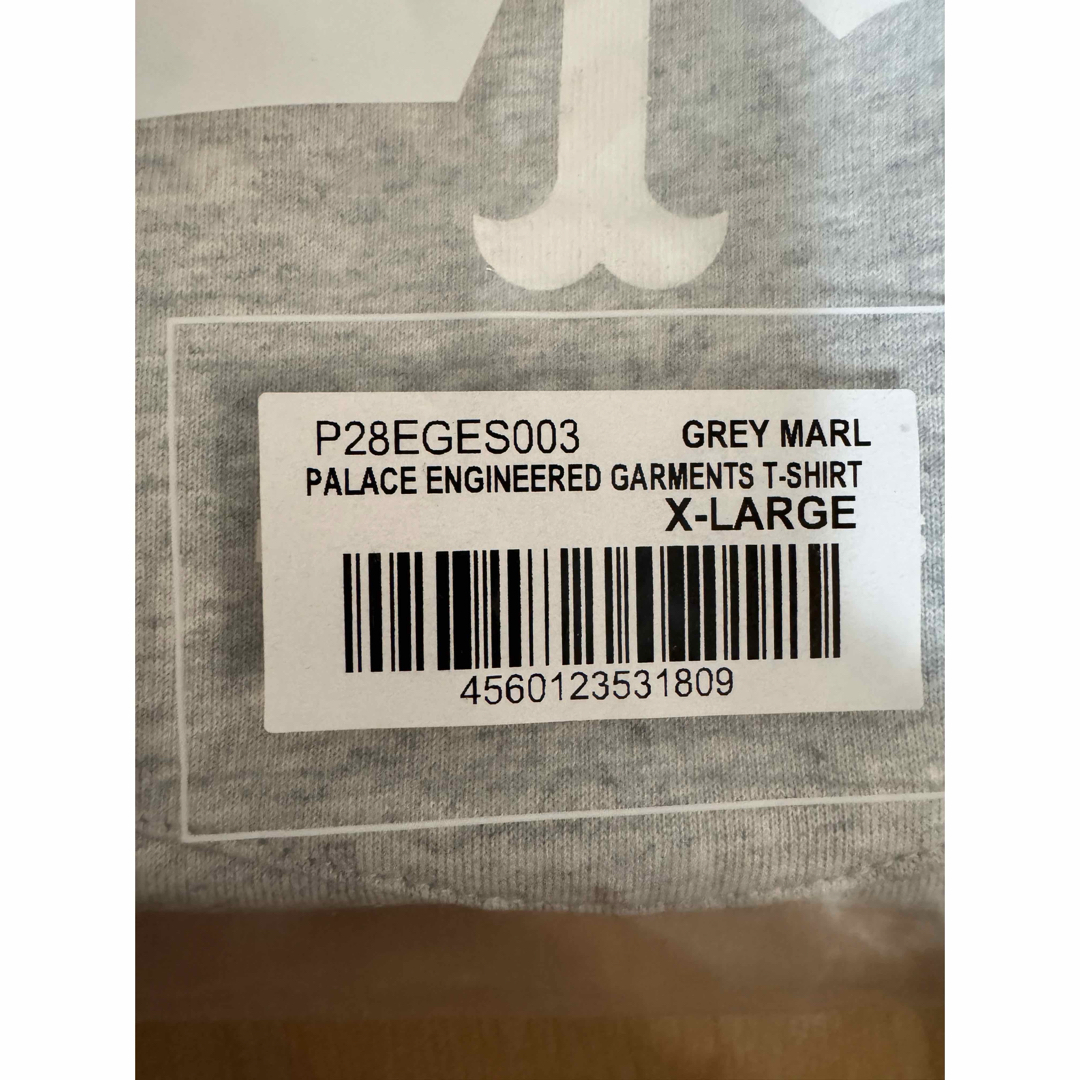 P28EGES003 GREY MARL
PALACE ENGINEERED GARMENTS T-SHIRT
X-LARGE
4560123531809